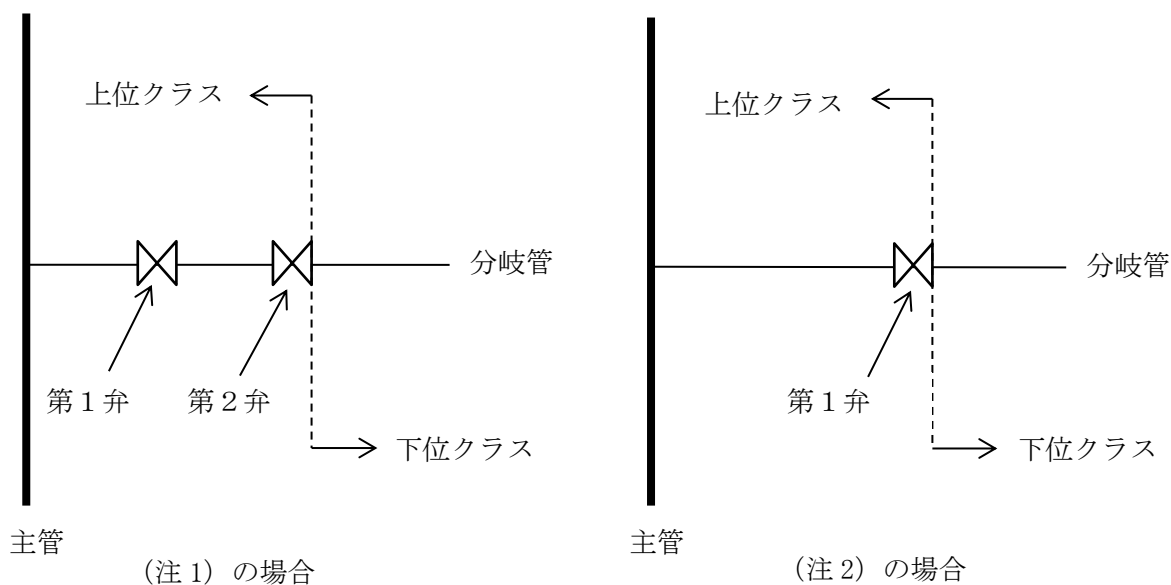 上位クラス
分岐管
第１弁
第２弁
下位クラス
主管
（注 1）の場合
上位クラス
分岐管
第１弁
下位クラス
主管
（注 2）の場合